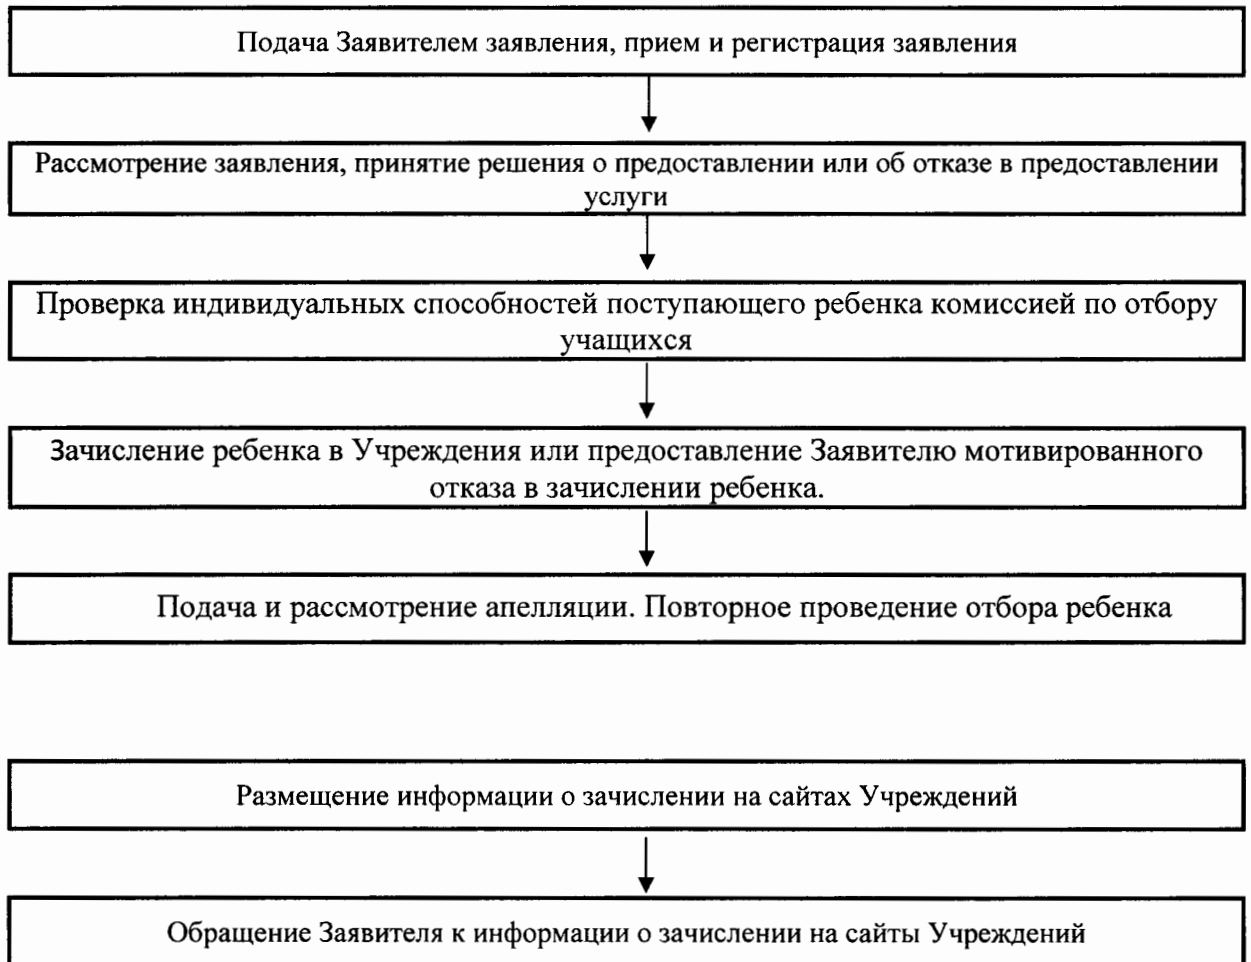 Подача Заявителем заявления, прием и регистрация заявления
Рассмотрение заявления, принятие решения о предоставлении или об отказе в предоставлении
услуги
Проверка индивидуальных способностей поступающего ребенка комиссией по отбору
учащихся
Зачисление ребенка в Учреждения или предоставление Заявителю мотивированного
отказа в зачислении ребенка.
Подача и рассмотрение апелляции. Повторное проведение отбора ребенка
Размещение информации о зачислении на сайтах Учреждений
Обращение Заявителя к информации о зачислении на сайты Учреждений